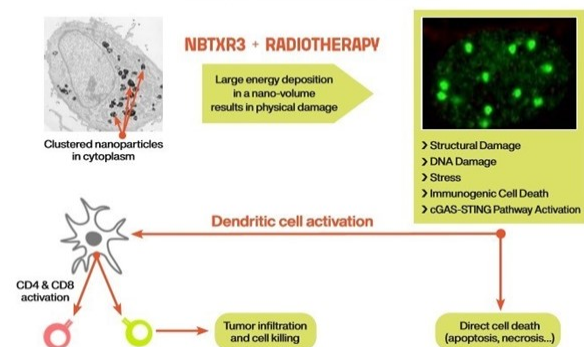 NBTXR3 + RADIOTHERAPY
Large energy deposition
in a nano-volume
results in physical damage
Clustered nanoparticles
in cytoplasm
❯ Structural Damage
❯ DNA Damage
❯ Stress
❯ Immunogenic Cell Death
❯ cGAS-STING Pathway Activation
Dendritic cell activation
CD4 & CD8
activation
Tumor infiltration
and cell killing
Direct cell death
(apoptosis, necrosis...)